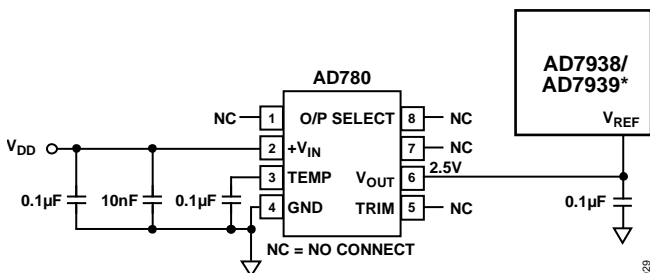 AD7938/
AD7939*
VREF
AD780
NC 1 O/P SELECT 8 NC
VDD 2 +VIN 7 NC
3 TEMP VOUT 6 2.5V
0.1µF 10nF 0.1µF 4 GND TRIM 5 NC 0.1µF
NC = NO CONNECT
029